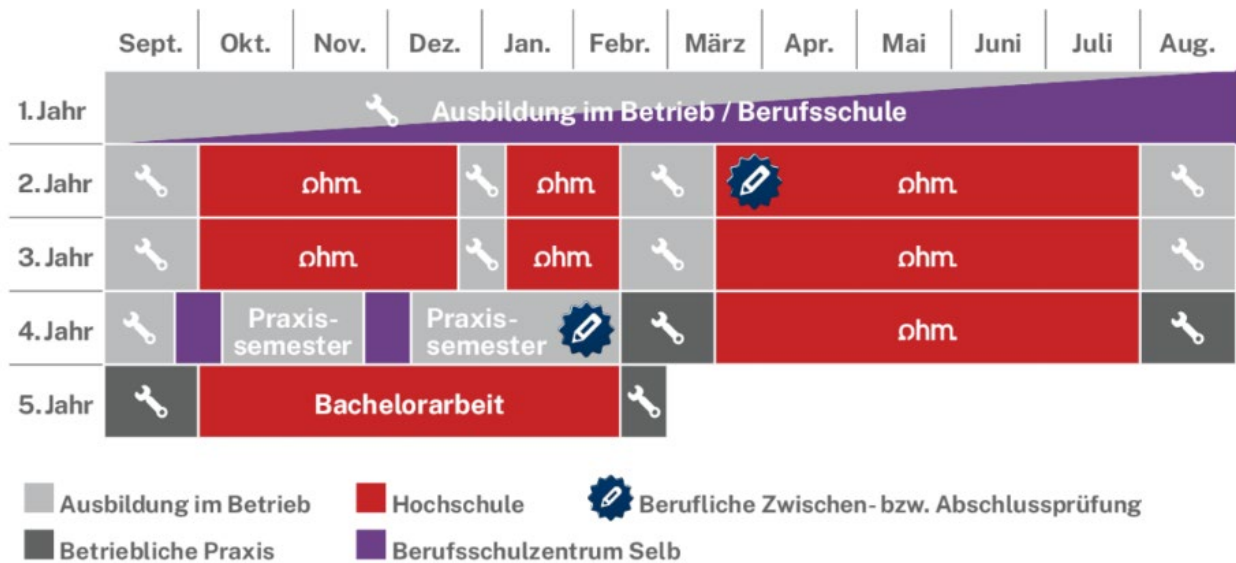 Sept. Okt. Nov. Dez. Jan. Febr. März Apr. Mai Juni Juli Aug.
1. Jahr Ausbildung im Betrieb / Berufsschule
2. Jahr ohm ohm ohm
3. Jahr ohm ohm ohm
4. Jahr Praxis- Praxis- ohm
semester semester
5. Jahr Bachelorarbeit
Ausbildung im Betrieb Hochschule Berufliche Zwischen- bzw. Abschlussprüfung
Betriebliche Praxis Berufsschulzentrum Selb